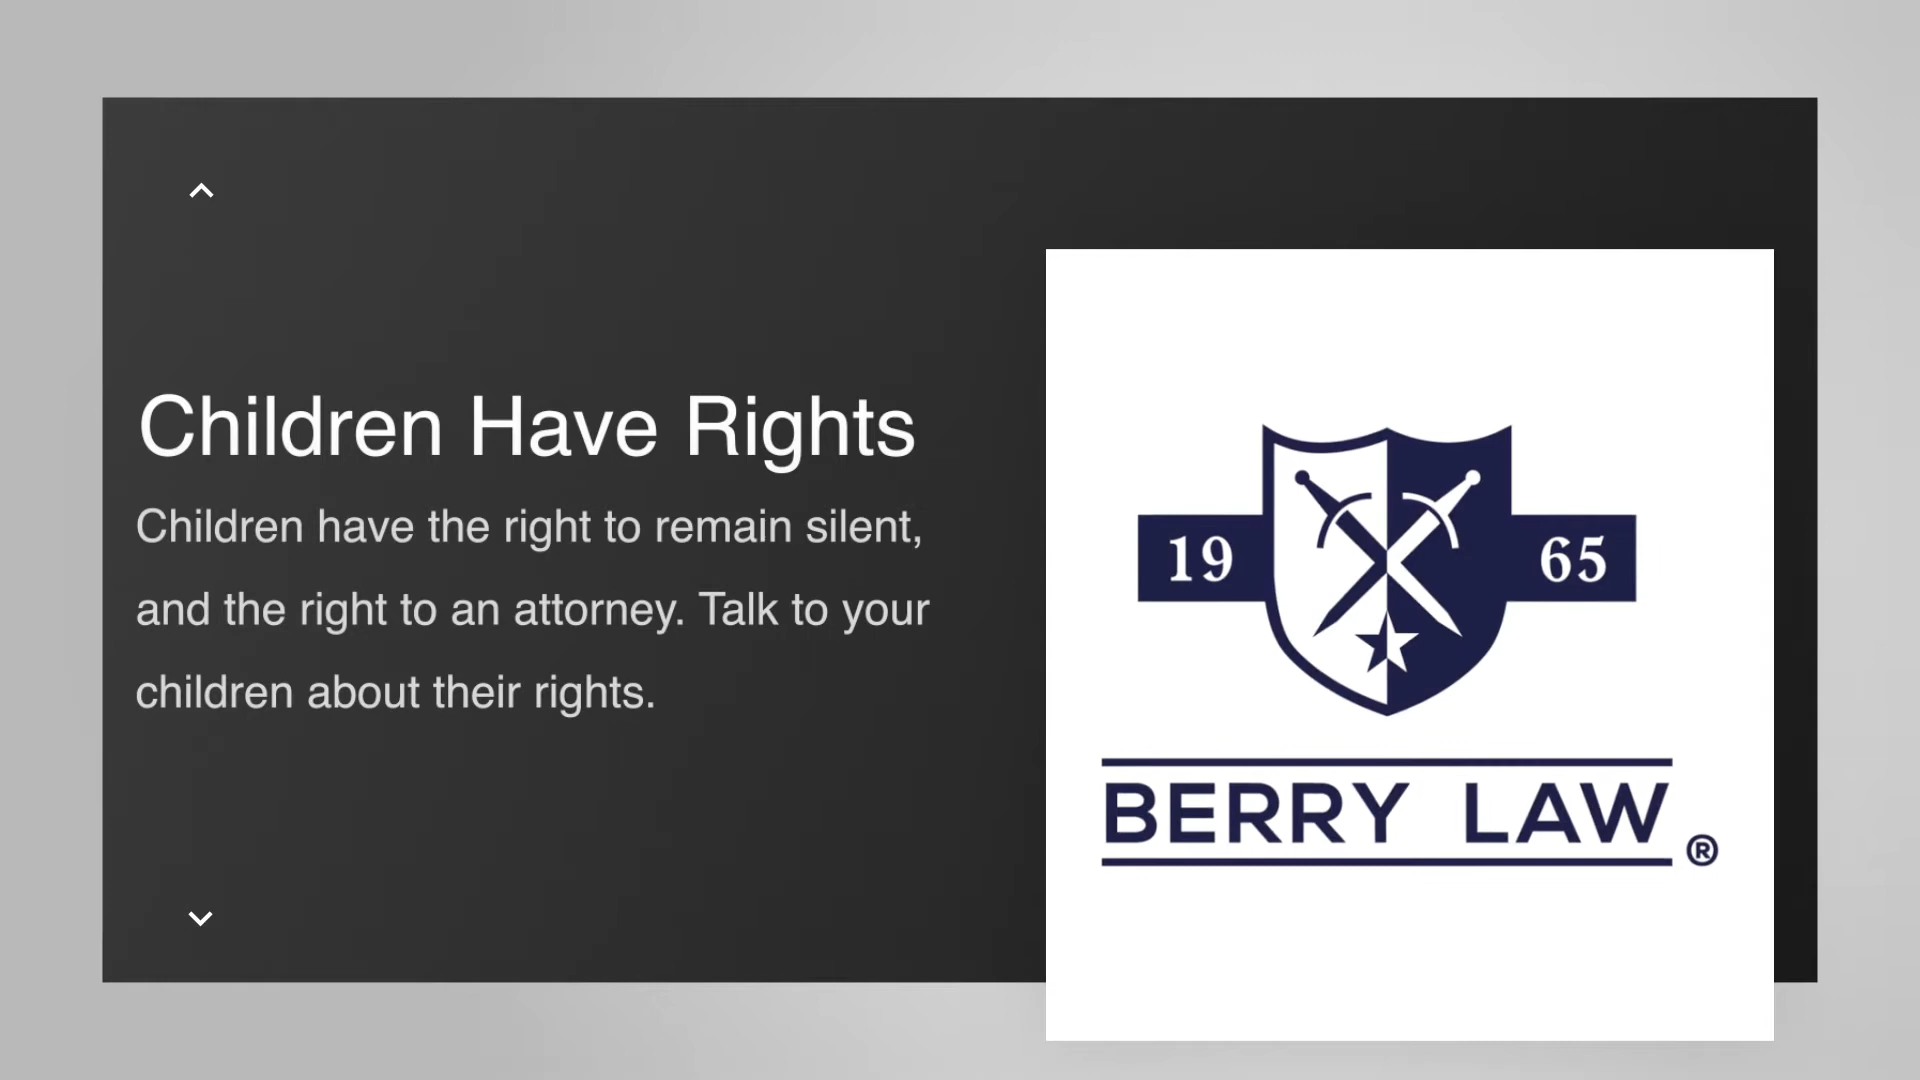 Children Have Rights
Children have the right to remain silent,
and the right to an attorney. Talk to your
children about their rights.
19 65
BERRY LAW ®